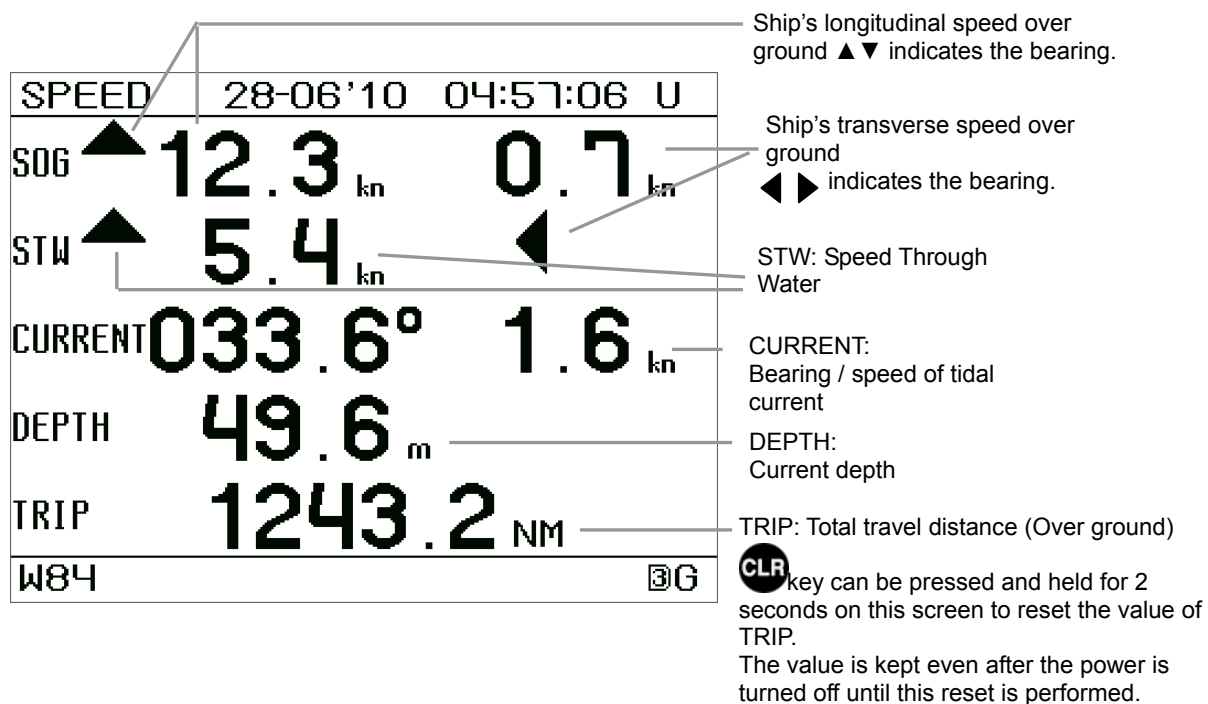 Ship's longitudinal speed over
ground ▲▼ indicates the bearing.
SPEED 28-06'10 04:57:06 U
SOG ▲ 12.3 kn 0.7 kn
Ship's transverse speed over
ground
◀ ▶ indicates the bearing.
STW ▲ 5.4 kn ◀
STW: Speed Through
Water
CURRENT 033.6° 1.6 kn
CURRENT:
Bearing / speed of tidal
current
DEPTH 49.6 m
DEPTH:
Current depth
TRIP 1243.2 NM
TRIP: Total travel distance (Over ground)
W84 3G
CLR key can be pressed and held for 2
seconds on this screen to reset the value of
TRIP.
The value is kept even after the power is
turned off until this reset is performed.